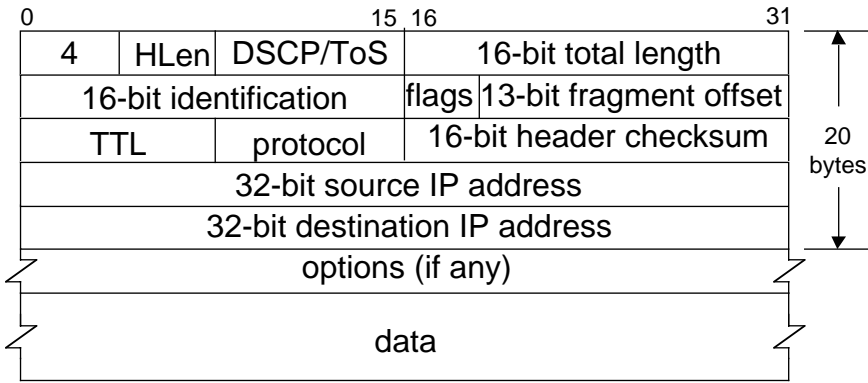 0 15 16 31
4 HLen DSCP/ToS 16-bit total length
16-bit identification flags 13-bit fragment offset
TTL protocol 16-bit header checksum
20
bytes
32-bit source IP address
32-bit destination IP address
options (if any)
data